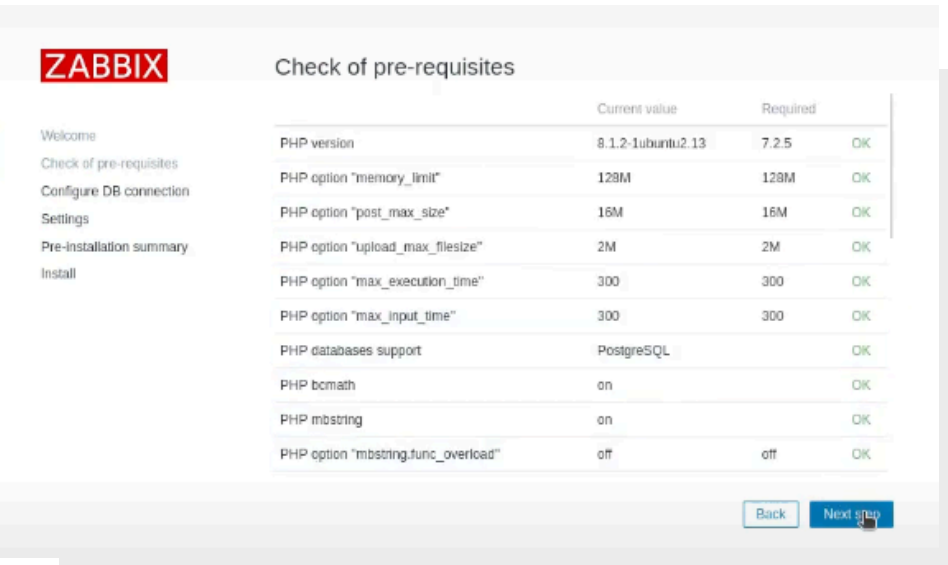 ZABBIX
Check of pre-requisites
Welcome
Check of pre-requisites
Configure DB connection
Settings
Pre-installation summary
Install
Current value Required
PHP version 8.1.2-1ubuntu2.13 7.2.5 OK
PHP option "memory_limit" 128M 128M OK
PHP option "post_max_size" 16M 16M OK
PHP option "upload_max_filesize" 2M 2M OK
PHP option "max_execution_time" 300 300 OK
PHP option "max_input_time" 300 300 OK
PHP databases support PostgreSQL OK
PHP bcmath on OK
PHP mbstring on OK
PHP option "mbstring.func_overload" off off OK
Back Next step